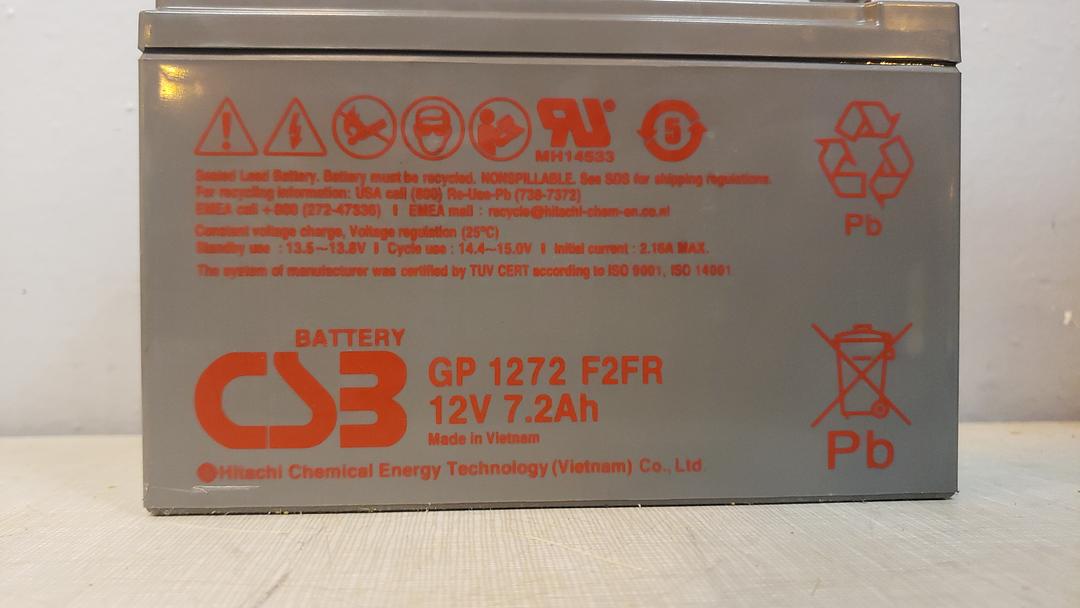 5
MH14533
Sealed Lead Battery. Battery must be recycled. NONSPILLABLE. See SDS for shipping regulations.
For recycling information: USA call (800) Re-Use-Pb (738-7372)
EMEA call +800 (272-47336) | EMEA mail : recycle@hitachi-chem-en.co.nl
Pb
Constant voltage charge, Voltage regulation (25°C)
Standby use : 13.5~13.8V | Cycle use : 14.4~15.0V | Initial current : 2.16A MAX.
The system of manufacturer was certified by TUV CERT according to ISO 9001, ISO 14001
BATTERY
CSB
GP 1272 F2FR
12V 7.2Ah
Made in Vietnam
Pb
Hitachi Chemical Energy Technology (Vietnam) Co., Ltd.